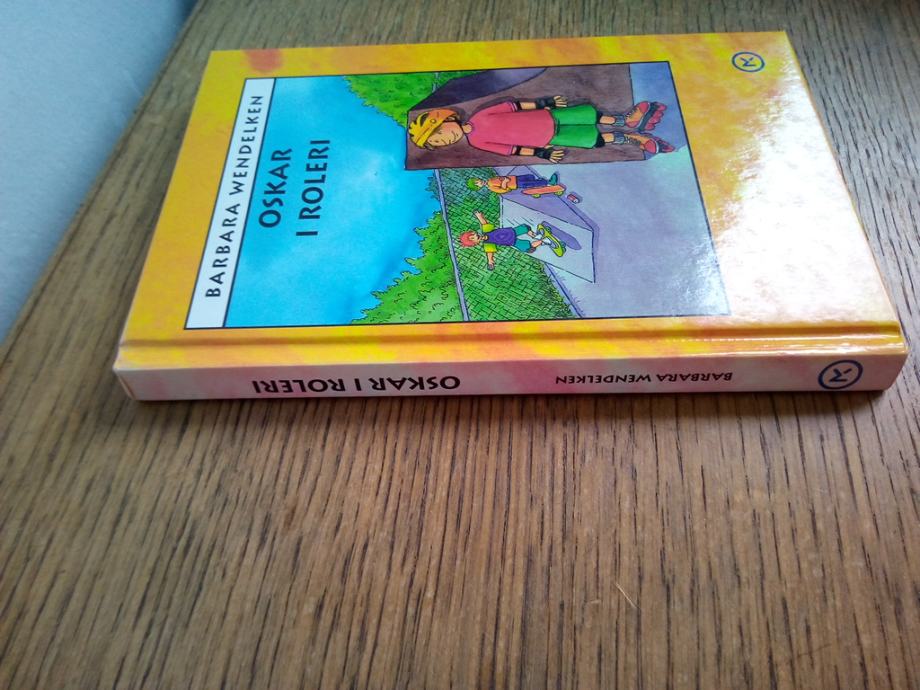 BARBARA WENDELKEN
OSKAR
I ROLERI
OSKAR I ROLERI
BARBARA WENDELKEN